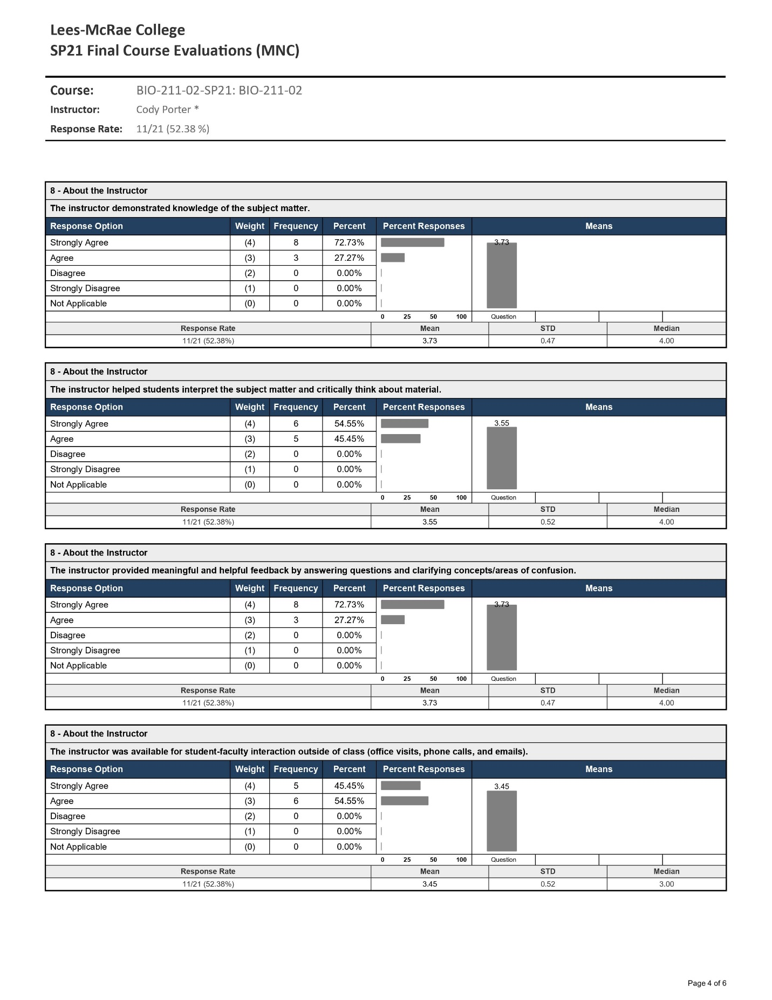 Lees-McRae College
SP21 Final Course Evaluations (MNC)
Course: BIO-211-02-SP21: BIO-211-02
Instructor: Cody Porter *
Response Rate: 11/21 (52.38 %)
8 - About the Instructor
The instructor demonstrated knowledge of the subject matter.
Response Option Weight Frequency Percent Percent Responses Means
Strongly Agree (4) 8 72.73% 3.73
Agree (3) 3 27.27%
Disagree (2) 0 0.00%
Strongly Disagree (1) 0 0.00%
Not Applicable (0) 0 0.00%
0 25 50 100 Question
Response Rate Mean STD Median
11/21 (52.38%) 3.73 0.47 4.00
8 - About the Instructor
The instructor helped students interpret the subject matter and critically think about material.
Response Option Weight Frequency Percent Percent Responses Means
Strongly Agree (4) 6 54.55% 3.55
Agree (3) 5 45.45%
Disagree (2) 0 0.00%
Strongly Disagree (1) 0 0.00%
Not Applicable (0) 0 0.00%
0 25 50 100 Question
Response Rate Mean STD Median
11/21 (52.38%) 3.55 0.52 4.00
8 - About the Instructor
The instructor provided meaningful and helpful feedback by answering questions and clarifying concepts/areas of confusion.
Response Option Weight Frequency Percent Percent Responses Means
Strongly Agree (4) 8 72.73% 3.73
Agree (3) 3 27.27%
Disagree (2) 0 0.00%
Strongly Disagree (1) 0 0.00%
Not Applicable (0) 0 0.00%
0 25 50 100 Question
Response Rate Mean STD Median
11/21 (52.38%) 3.73 0.47 4.00
8 - About the Instructor
The instructor was available for student-faculty interaction outside of class (office visits, phone calls, and emails).
Response Option Weight Frequency Percent Percent Responses Means
Strongly Agree (4) 5 45.45% 3.45
Agree (3) 6 54.55%
Disagree (2) 0 0.00%
Strongly Disagree (1) 0 0.00%
Not Applicable (0) 0 0.00%
0 25 50 100 Question
Response Rate Mean STD Median
11/21 (52.38%) 3.45 0.52 3.00
Page 4 of 6